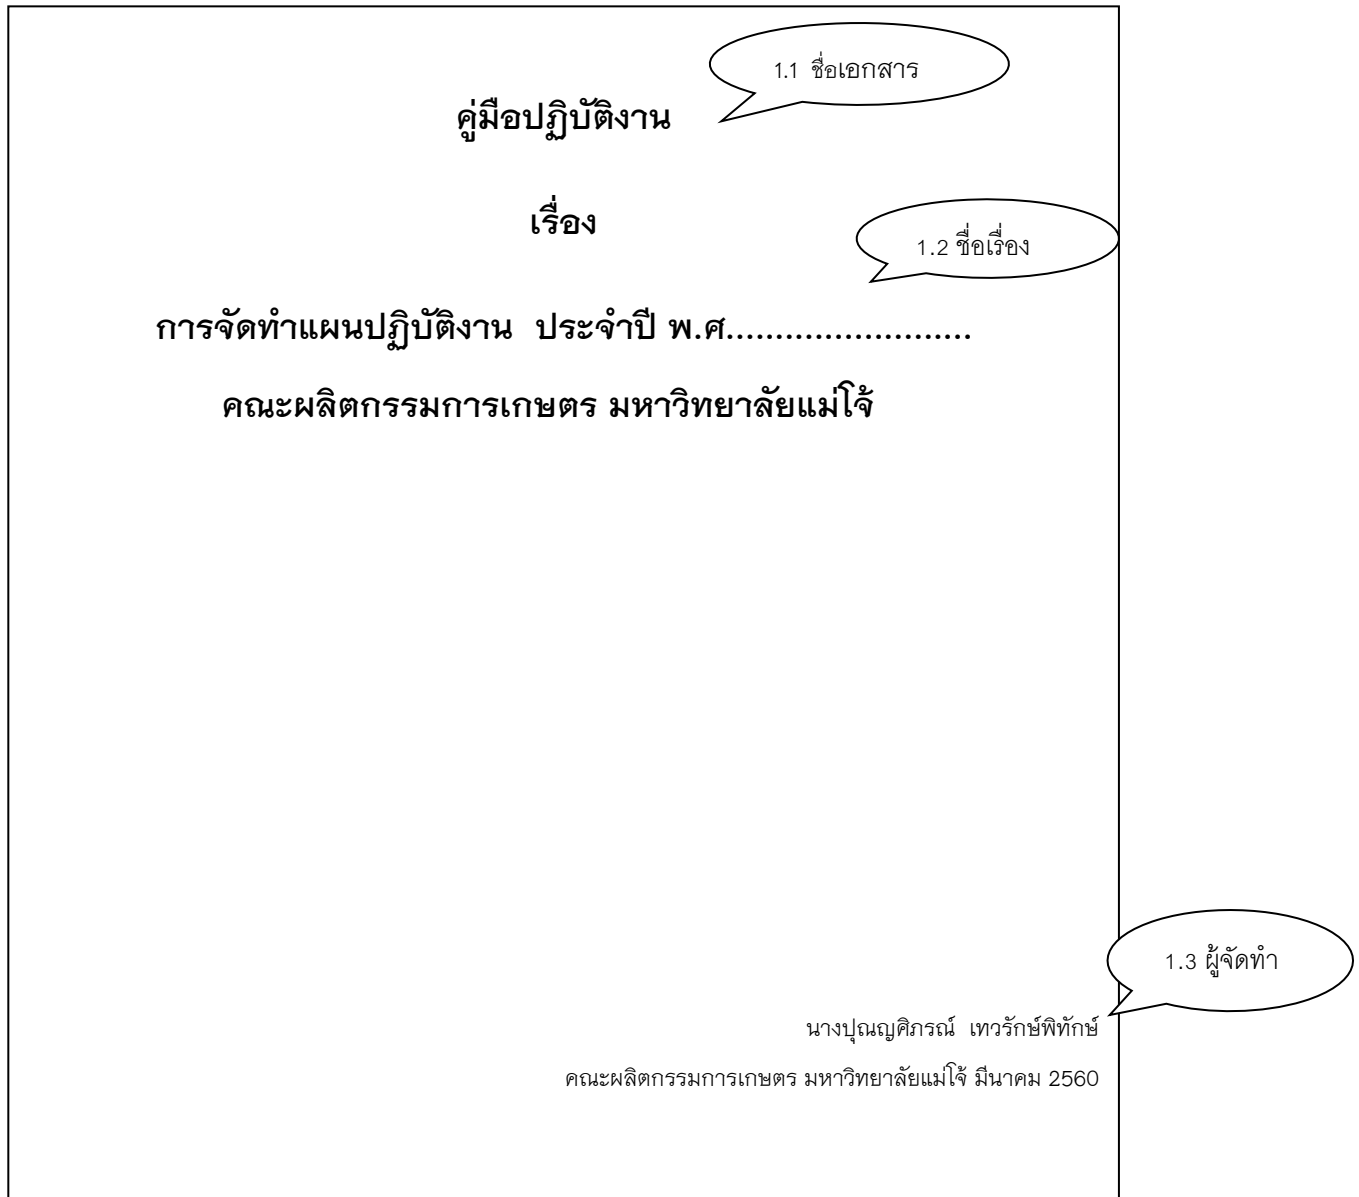 1.1 ชื่อเอกสาร
คู่มือปฏิบัติงาน
เรื่อง
1.2 ชื่อเรื่อง
การจัดทำแผนปฏิบัติงาน ประจำปี พ.ศ.........................
คณะผลิตกรรมการเกษตร มหาวิทยาลัยแม่โจ้
1.3 ผู้จัดทำ
นางปุณญศิภรณ์ เทวรักษ์พิทักษ์
คณะผลิตกรรมการเกษตร มหาวิทยาลัยแม่โจ้ มีนาคม 2560